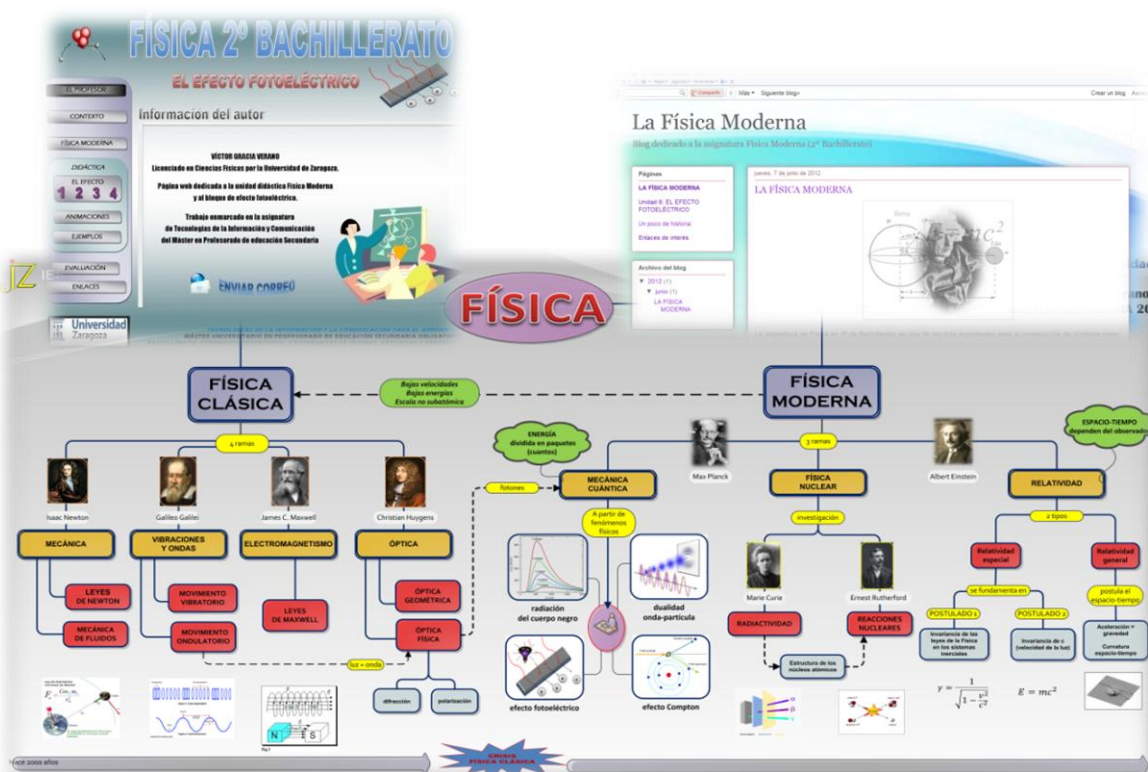 FÍSICA 2º BACHILLERATO
EL EFECTO FOTOELÉCTRICO
EL PROFESOR
CONTEXTO
FÍSICA MODERNA
DIDÁCTICA
EL EFECTO
1 2 3 4
ANIMACIONES
EJEMPLOS
EVALUACIÓN
ENLACES
Información del autor
VÍCTOR GRACIA VERANO
Licenciado en Ciencias Físicas por la Universidad de Zaragoza.
Página web dedicada a la unidad didáctica Física Moderna
y al bloque de efecto fotoeléctrico.
Trabajo enmarcado en la asignatura
de Tecnologías de la Información y Comunicación
del Máster en Profesorado de educación Secundaria
ENVIAR CORREO
Universidad
Zaragoza
Compartir
Más
Siguiente blog»
Crear un blog
La Física Moderna
Blog dedicado a la asignatura Física Moderna (2º Bachillerato)
Páginas
LA FÍSICA MODERNA
Unidad 8: EL EFECTO
FOTOELÉCTRICO
Un poco de historia
Enlaces de interés
Archivo del blog
▼ 2012 (1)
▼ junio (1)
LA FÍSICA
MODERNA
jueves, 7 de junio de 2012
LA FÍSICA MODERNA
FÍSICA
FÍSICA
CLÁSICA
Bajas velocidades
Bajas energías
Escala no subatómica
FÍSICA
MODERNA
4 ramas
Isaac Newton
Galileo Galilei
James C. Maxwell
Christian Huygens
MECÁNICA
VIBRACIONES
Y ONDAS
ELECTROMAGNETISMO
ÓPTICA
LEYES
DE NEWTON
MECÁNICA
DE FLUIDOS
MOVIMIENTO
VIBRATORIO
MOVIMIENTO
ONDULATORIO
LEYES
DE MAXWELL
ÓPTICA
GEOMÉTRICA
ÓPTICA
FÍSICA
luz = onda
difracción
polarización
fotones
N
S
ENERGÍA
dividida en paquetes
(cuantos)
3 ramas
Max Planck
Albert Einstein
ESPACIO-TIEMPO
dependen del observador
MECÁNICA
CUÁNTICA
FÍSICA
NUCLEAR
RELATIVIDAD
A partir de
fenómenos
físicos
radiación
del cuerpo negro
dualidad
onda-partícula
efecto fotoeléctrico
efecto Compton
investigación
Marie Curie
Ernest Rutherford
RADIACTIVIDAD
REACCIONES
NUCLEARES
Estructura de los
núcleos atómicos
α
β
γ
2 tipos
Relatividad
especial
Relatividad
general
se fundamenta en
postula el
espacio-tiempo
POSTULADO 1
POSTULADO 2
Invariancia de las
leyes de la Física
en los sistemas
inerciales
Invariancia de c
(velocidad de la luz)
Aceleración =
gravedad
Curvatura
espacio-tiempo
γ = 1 / √(1 − v²/c²)
E = mc²
Hace 2000 años
CRISIS
FÍSICA CLÁSICA